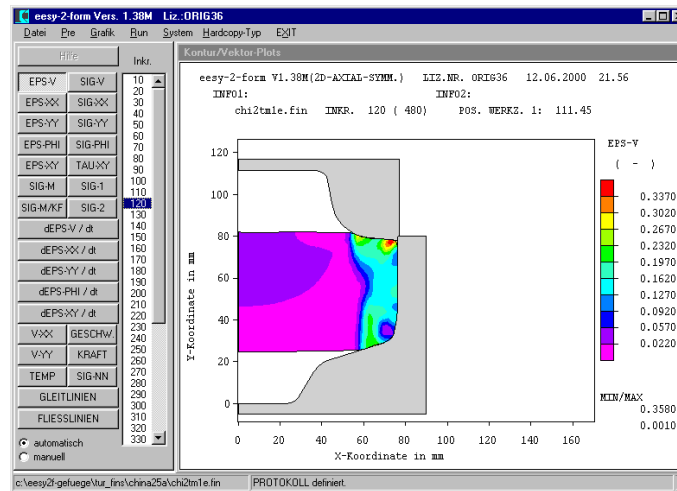 eesy-2-form Vers. 1.38M Liz.:ORIG36
Datei Pre Grafik Run System Hardcopy-Typ EXIT
Hilfe
Inkr.
EPS-V SIG-V
EPS-XX SIG-XX
EPS-YY SIG-YY
EPS-PHI SIG-PHI
EPS-XY TAU-XY
SIG-M SIG-1
SIG-M/KF SIG-2
dEPS-V / dt
dEPS-XX / dt
dEPS-YY / dt
dEPS-PHI / dt
dEPS-XY / dt
V-XX GESCHW.
V-YY KRAFT
TEMP SIG-NN
GLEITLINIEN
FLIESSLINIEN
automatisch
manuell
10
20
30
40
50
60
70
80
90
100
110
120
130
140
150
160
170
180
190
200
210
220
230
240
250
260
270
280
290
300
310
320
330
Kontur/Vektor-Plots
eesy-2-form V1.38M(2D-AXIAL-SYMM.) LIZ.NR. ORIG36 12.06.2000 21.56
INFO1: INFO2:
chi2tm1e.fin INKR. 120 ( 480) POS. WERKZ. 1: 111.45
EPS-V
( - )
0.3370
0.3020
0.2670
0.2320
0.1970
0.1620
0.1270
0.0920
0.0570
0.0220
MIN/MAX
0.3580
0.0010
Y-Koordinate in mm
120
100
80
60
40
20
0
0 20 40 60 80 100 120 140 160
X-Koordinate in mm
c:\eesy2f-gefuege\tur_fins\china25a\chi2tm1e.fin PROTOKOLL definiert.